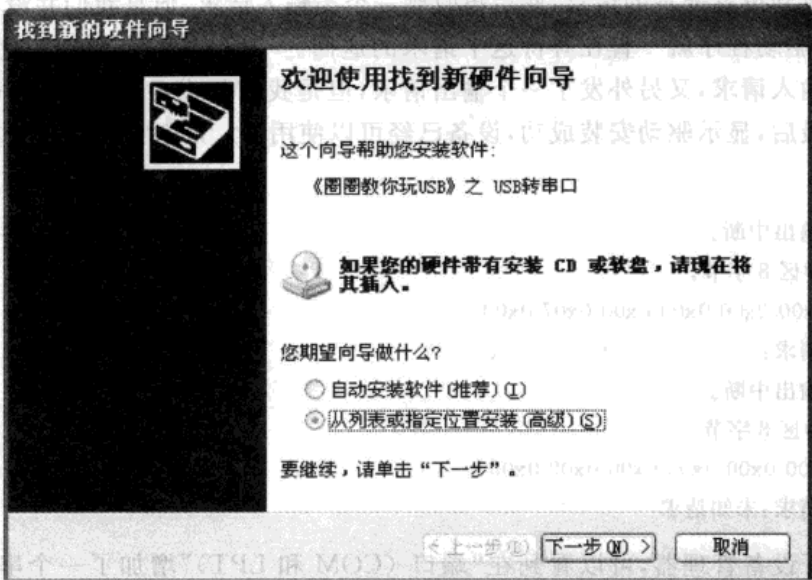 找到新的硬件向导
欢迎使用找到新硬件向导
这个向导帮助您安装软件:
《圈圈教你玩USB》之 USB转串口
如果您的硬件带有安装 CD 或软盘，请现在将
其插入。
您期望向导做什么?
自动安装软件(推荐)(I)
从列表或指定位置安装(高级)(S)
要继续，请单击“下一步”。
<上一步(B) 下一步(N) > 取消